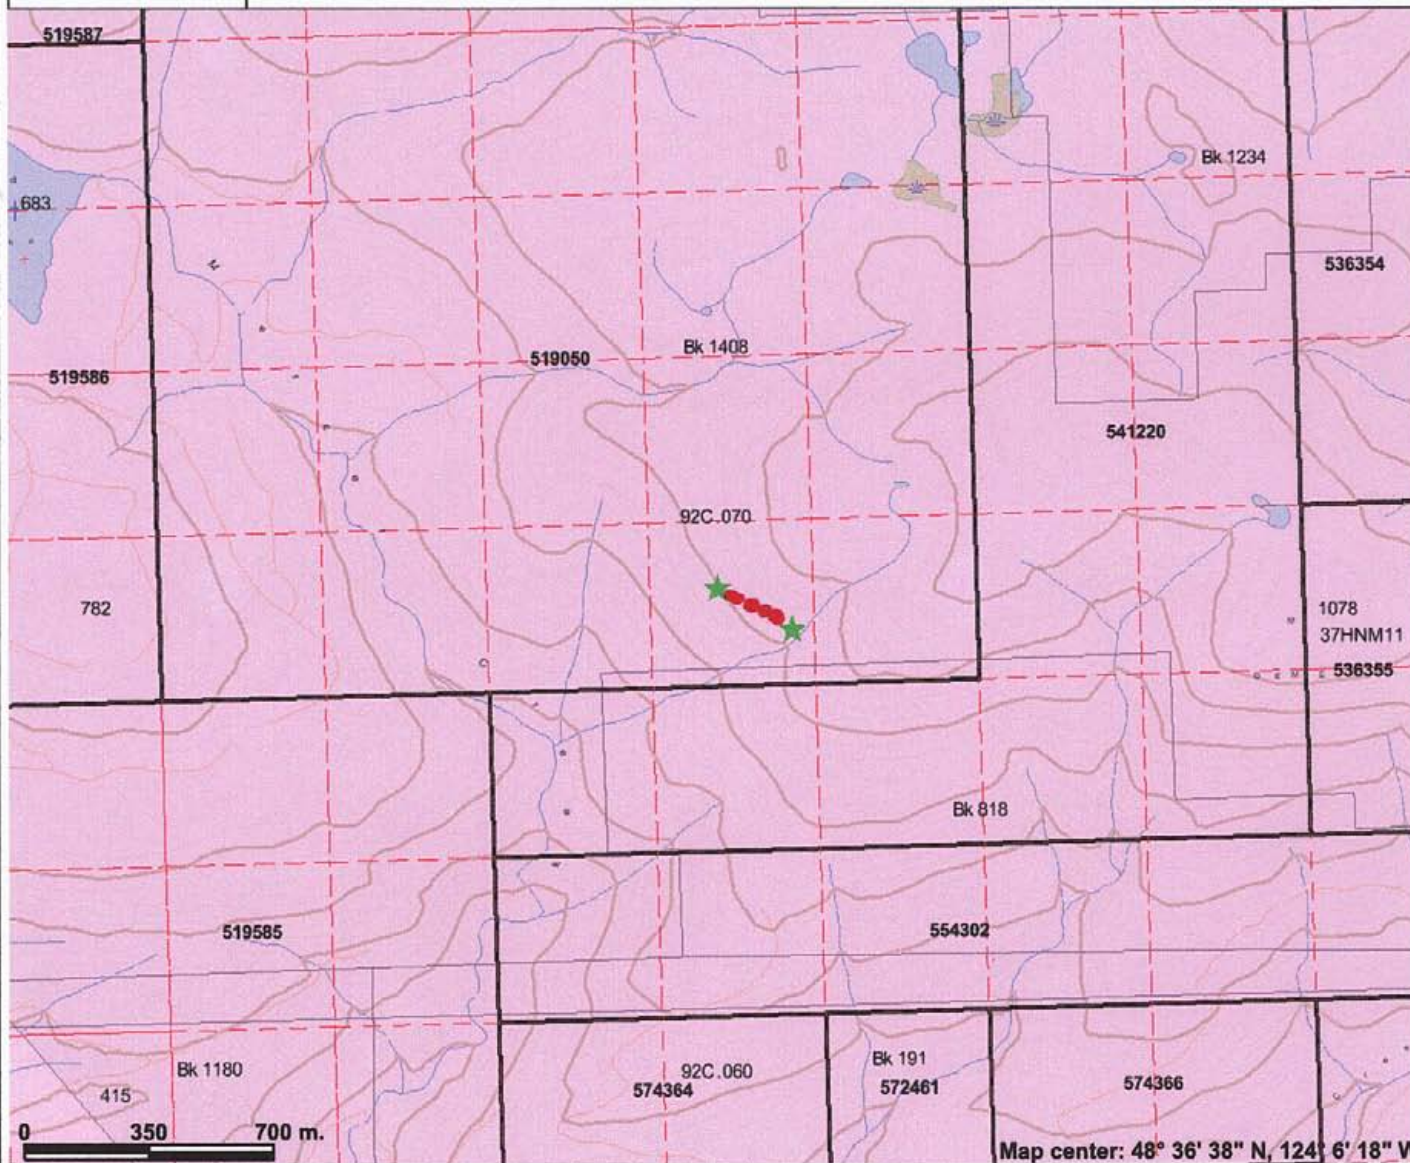 519587
Bk 1234
683
536354
Bk 1408
519050
519586
541220
92C.070
782
1078
37HNM11
536355
Bk 818
519585
554302
Bk 1180
92C.060
Bk 191
415
574364
572461
574366
0 350 700 m.
Map center: 48° 36' 38" N, 124° 6' 18" W